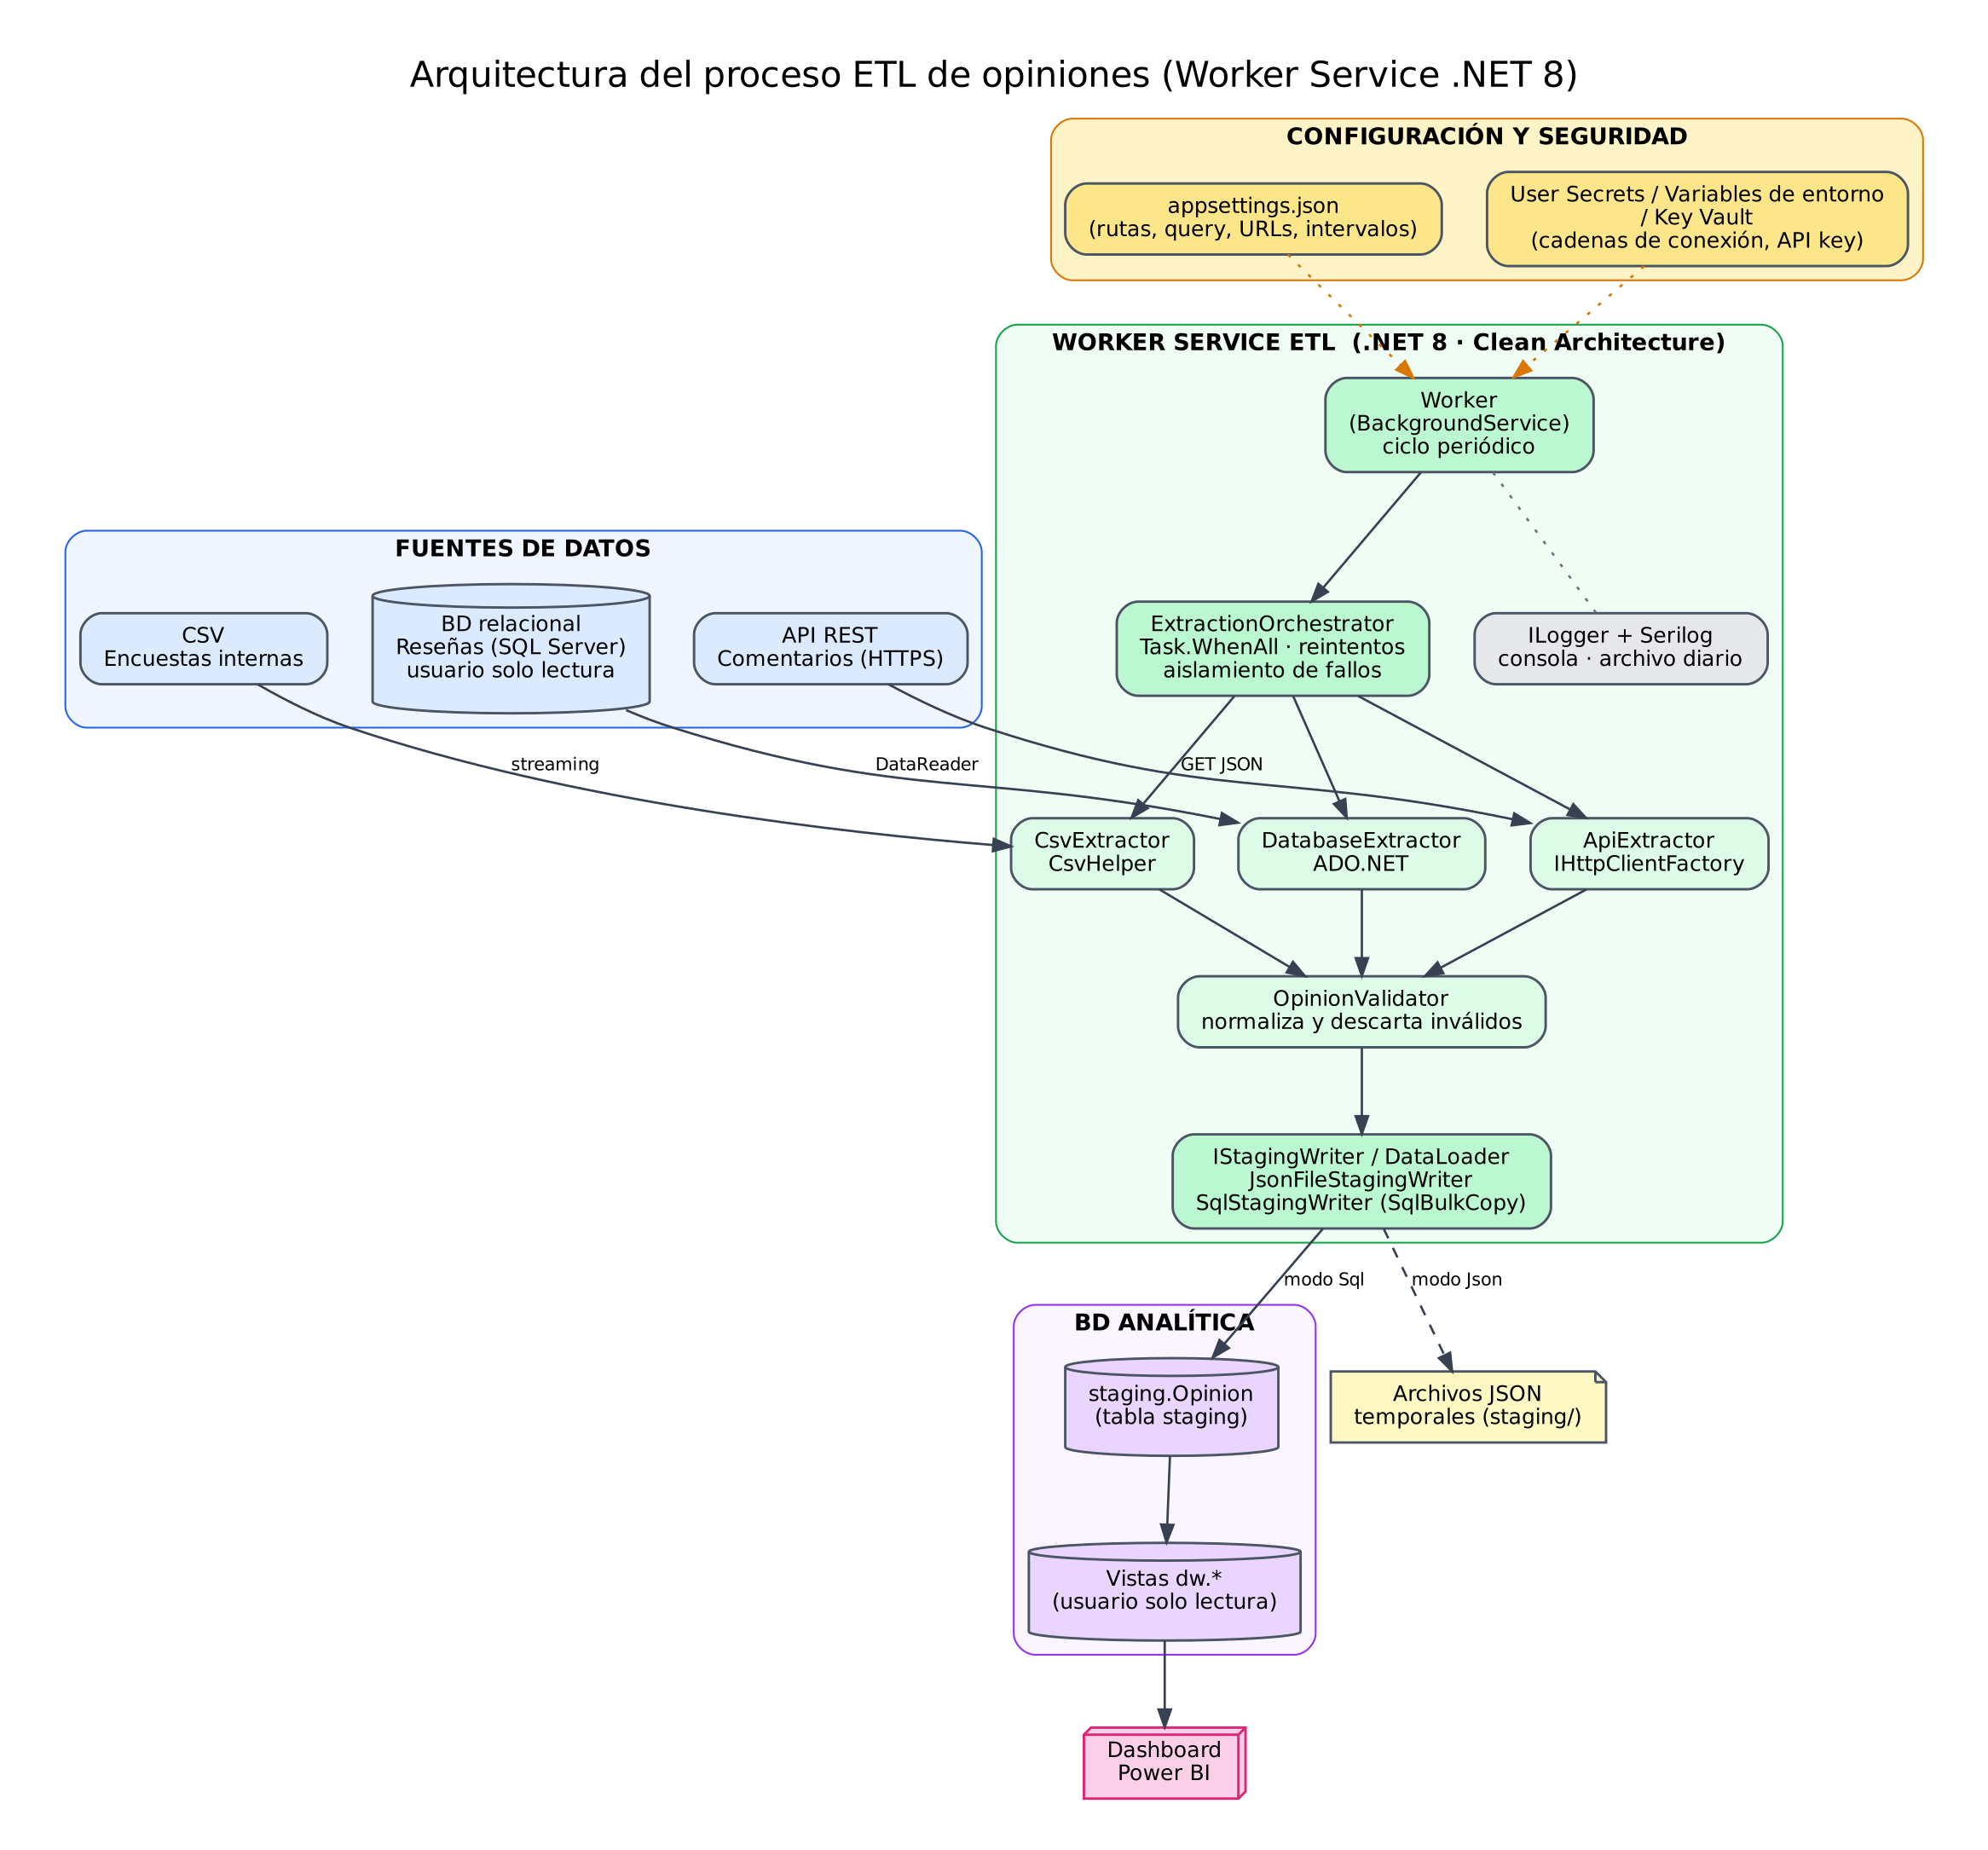 Arquitectura del proceso ETL de opiniones (Worker Service .NET 8)
CONFIGURACIÓN Y SEGURIDAD
appsettings.json
(rutas, query, URLs, intervalos)
User Secrets / Variables de entorno
/ Key Vault
(cadenas de conexión, API key)
WORKER SERVICE ETL (.NET 8 · Clean Architecture)
Worker
(BackgroundService)
ciclo periódico
FUENTES DE DATOS
CSV
Encuestas internas
BD relacional
Reseñas (SQL Server)
usuario solo lectura
API REST
Comentarios (HTTPS)
ExtractionOrchestrator
Task.WhenAll · reintentos
aislamiento de fallos
ILogger + Serilog
consola · archivo diario
streaming
DataReader
GET JSON
CsvExtractor
CsvHelper
DatabaseExtractor
ADO.NET
ApiExtractor
IHttpClientFactory
OpinionValidator
normaliza y descarta inválidos
IStagingWriter / DataLoader
JsonFileStagingWriter
SqlStagingWriter (SqlBulkCopy)
modo Sql
modo Json
BD ANALÍTICA
staging.Opinion
(tabla staging)
Archivos JSON
temporales (staging/)
Vistas dw.*
(usuario solo lectura)
Dashboard
Power BI